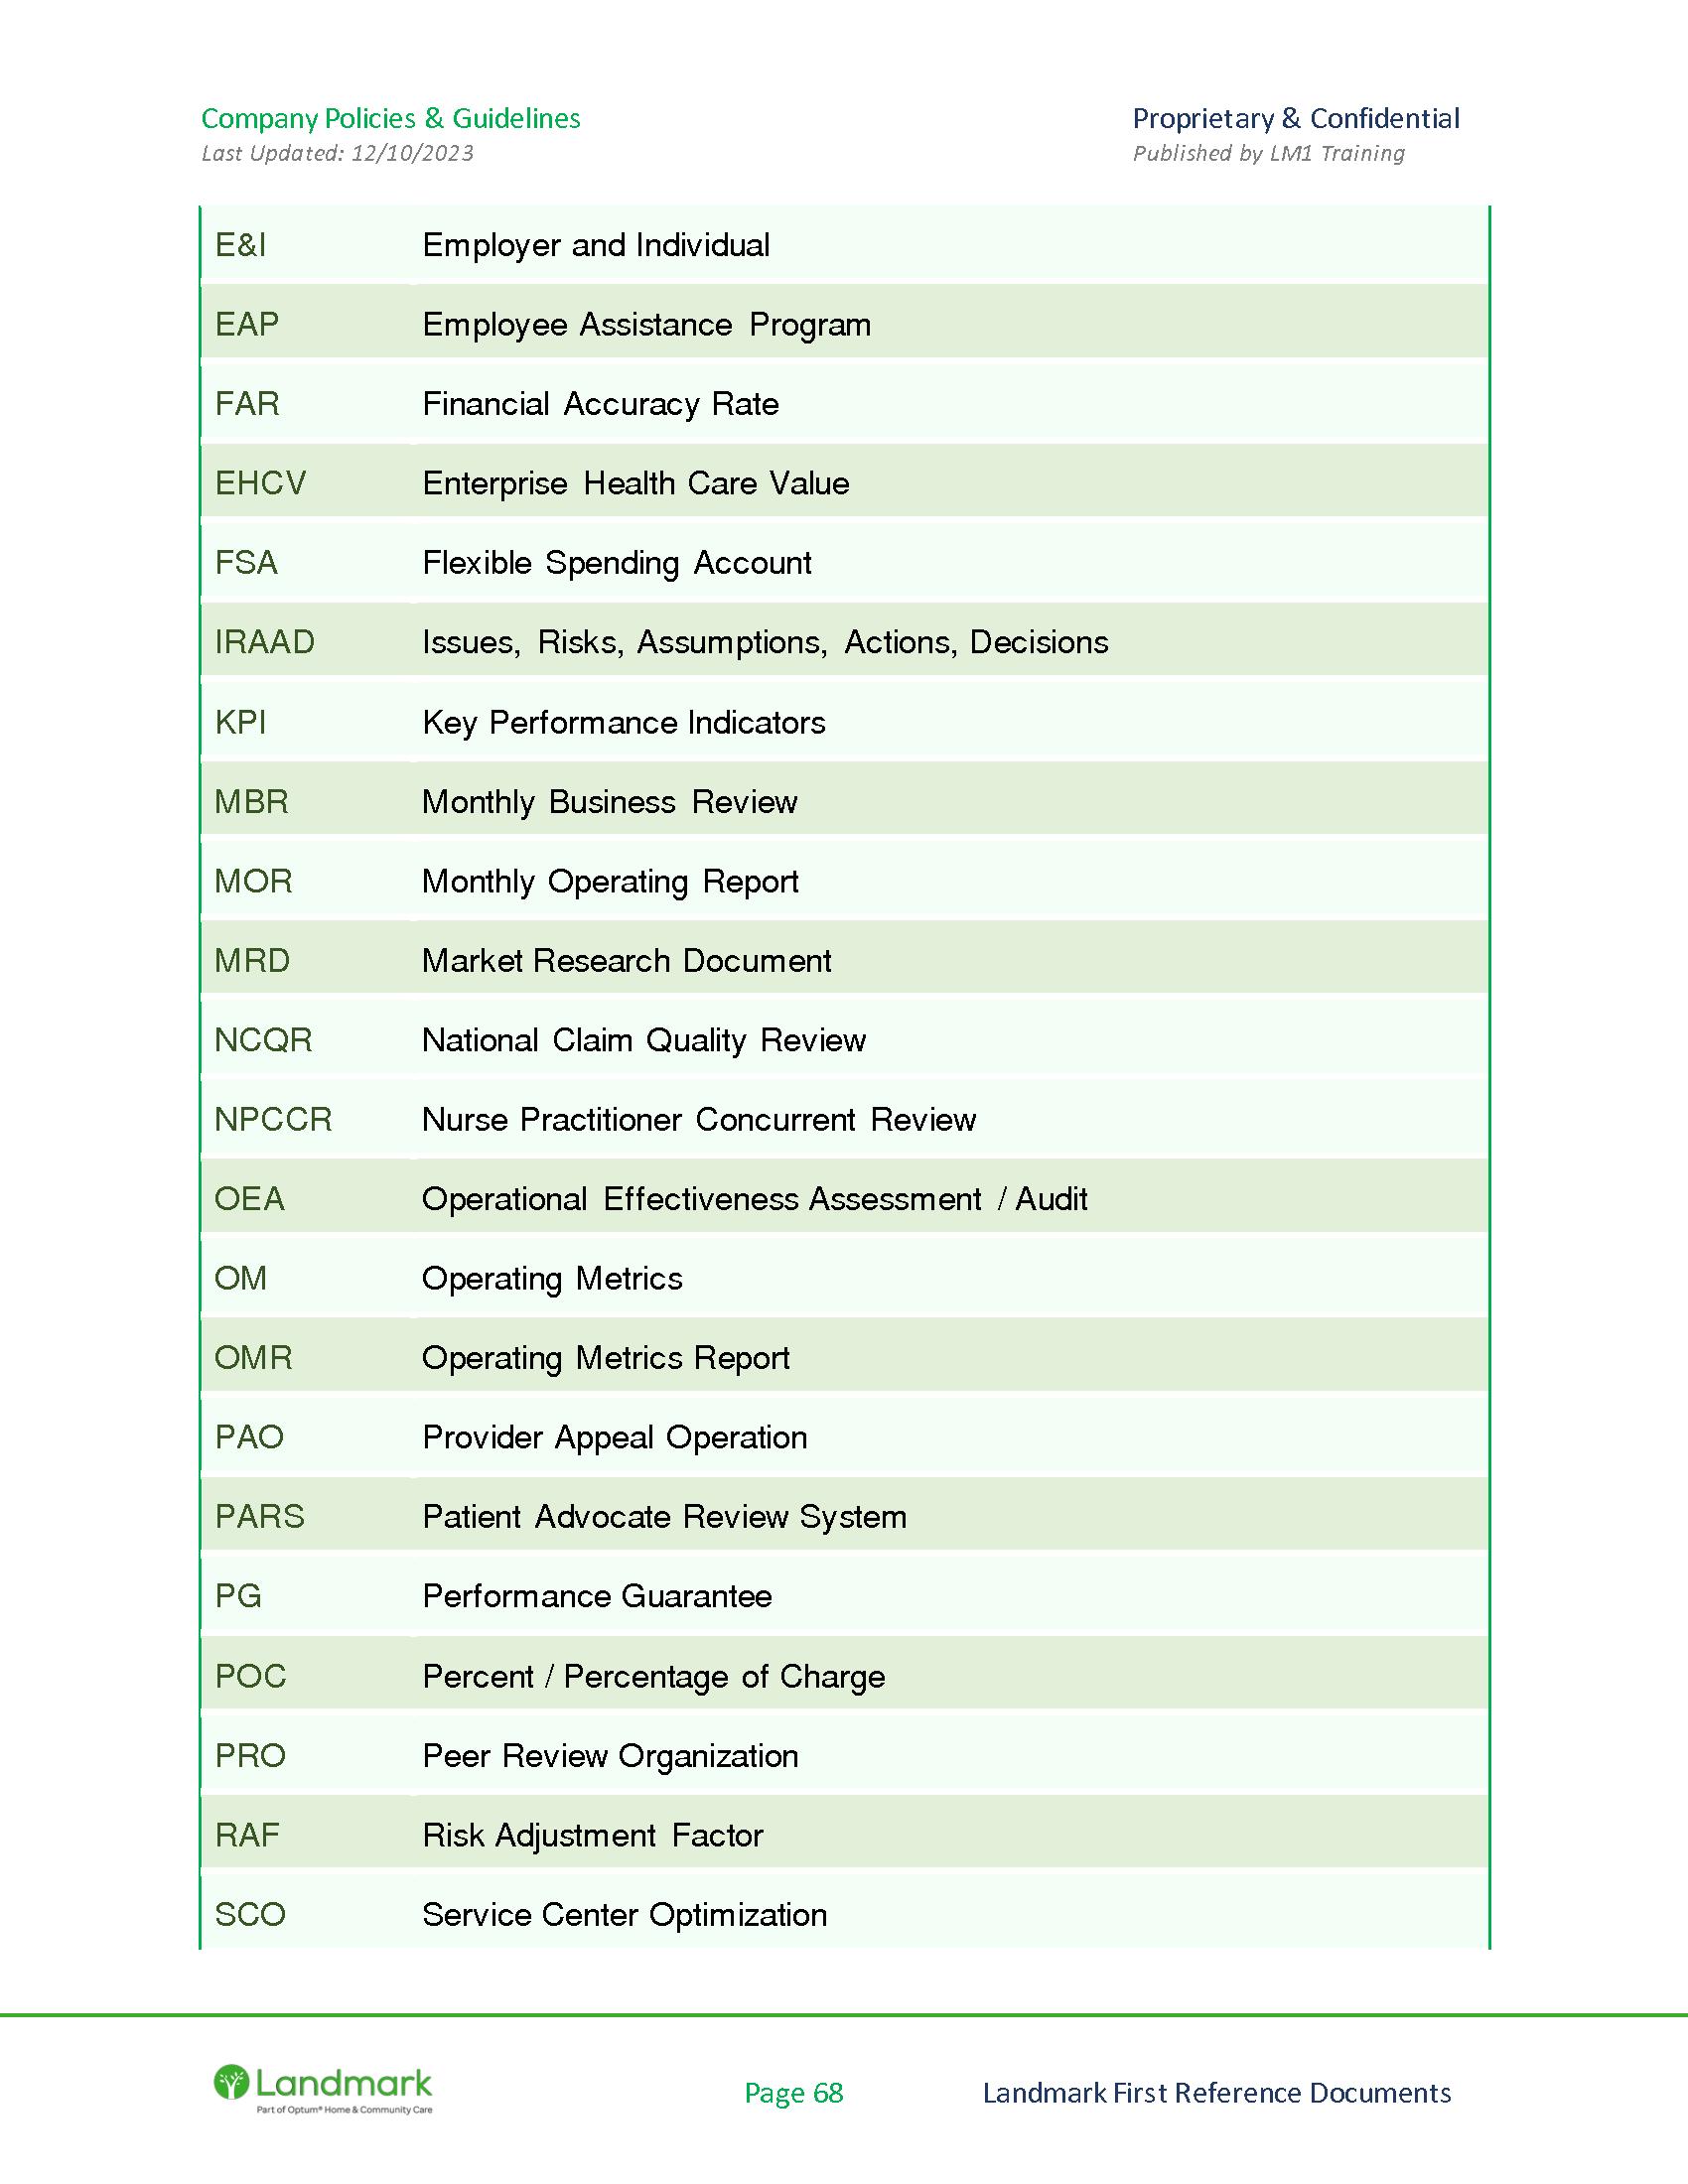 Company Policies & Guidelines
Proprietary & Confidential
Last Updated: 12/10/2023
Published by LM1 Training
E&I Employer and Individual
EAP Employee Assistance Program
FAR Financial Accuracy Rate
EHCV Enterprise Health Care Value
FSA Flexible Spending Account
IRAAD Issues, Risks, Assumptions, Actions, Decisions
KPI Key Performance Indicators
MBR Monthly Business Review
MOR Monthly Operating Report
MRD Market Research Document
NCQR National Claim Quality Review
NPCCR Nurse Practitioner Concurrent Review
OEA Operational Effectiveness Assessment / Audit
OM Operating Metrics
OMR Operating Metrics Report
PAO Provider Appeal Operation
PARS Patient Advocate Review System
PG Performance Guarantee
POC Percent / Percentage of Charge
PRO Peer Review Organization
RAF Risk Adjustment Factor
SCO Service Center Optimization
Landmark
Part of Optum® Home & Community Care
Page 68
Landmark First Reference Documents